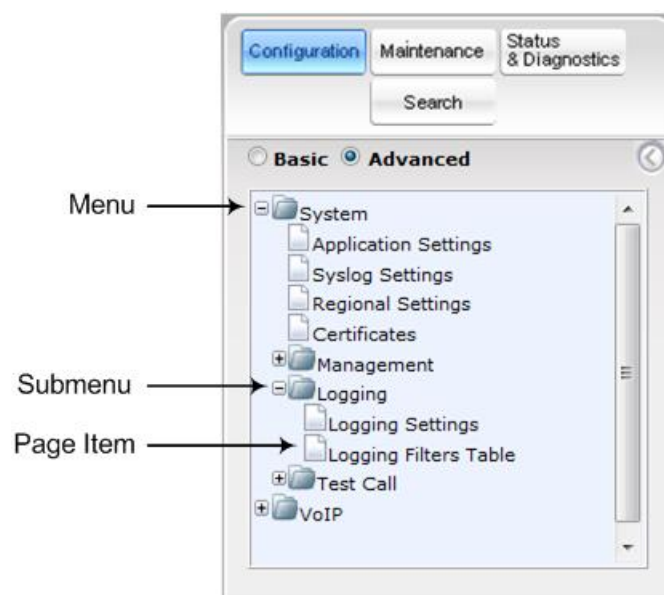 Configuration
Maintenance
Status
& Diagnostics
Search
Basic
Advanced
Menu
System
Application Settings
Syslog Settings
Regional Settings
Certificates
Management
Submenu
Logging
Logging Settings
Page Item
Logging Filters Table
Test Call
VoIP